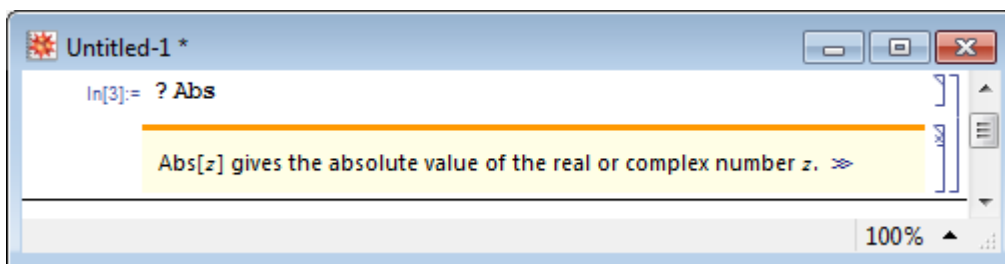 Untitled-1 *
In[3]:= ? Abs
Abs[z] gives the absolute value of the real or complex number z. ≫
100%